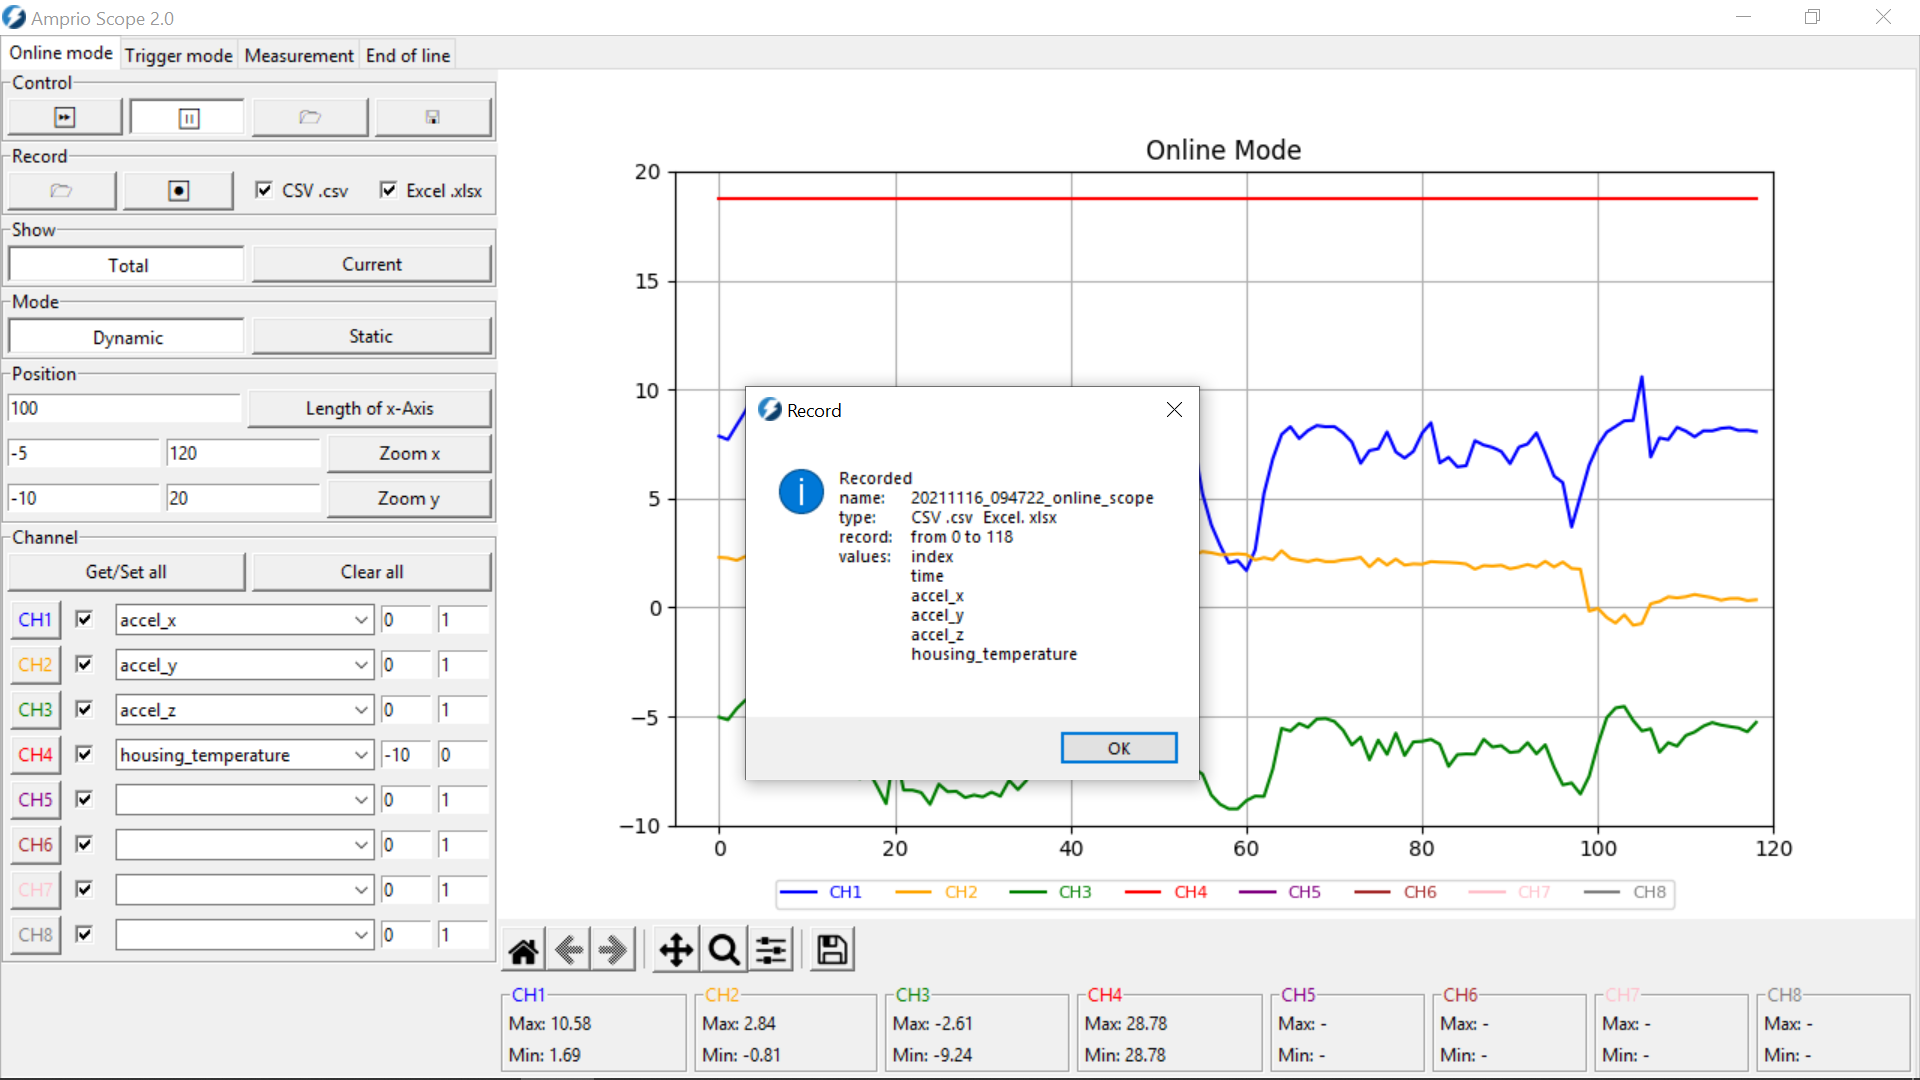 Amprio Scope 2.0
Online mode Trigger mode Measurement End of line
Control
Record
CSV .csv Excel .xlsx
Show
Total Current
Mode
Dynamic Static
Position
100 Length of x-Axis
-5 120 Zoom x
-10 20 Zoom y
Channel
Get/Set all Clear all
CH1 accel_x 0 1
CH2 accel_y 0 1
CH3 accel_z 0 1
CH4 housing_temperature -10 0
CH5 0 1
CH6 0 1
CH7 0 1
CH8 0 1
Online Mode
20
15
10
5
0
−5
−10
0 20 40 60 80 100 120
CH1 CH2 CH3 CH4 CH5 CH6 CH7 CH8
Record
Recorded
name: 20211116_094722_online_scope
type: CSV .csv Excel. xlsx
record: from 0 to 118
values: index
time
accel_x
accel_y
accel_z
housing_temperature
OK
CH1 CH2 CH3 CH4 CH5 CH6 CH7 CH8
Max: 10.58 Max: 2.84 Max: -2.61 Max: 28.78 Max: - Max: - Max: - Max: -
Min: 1.69 Min: -0.81 Min: -9.24 Min: 28.78 Min: - Min: - Min: - Min: -